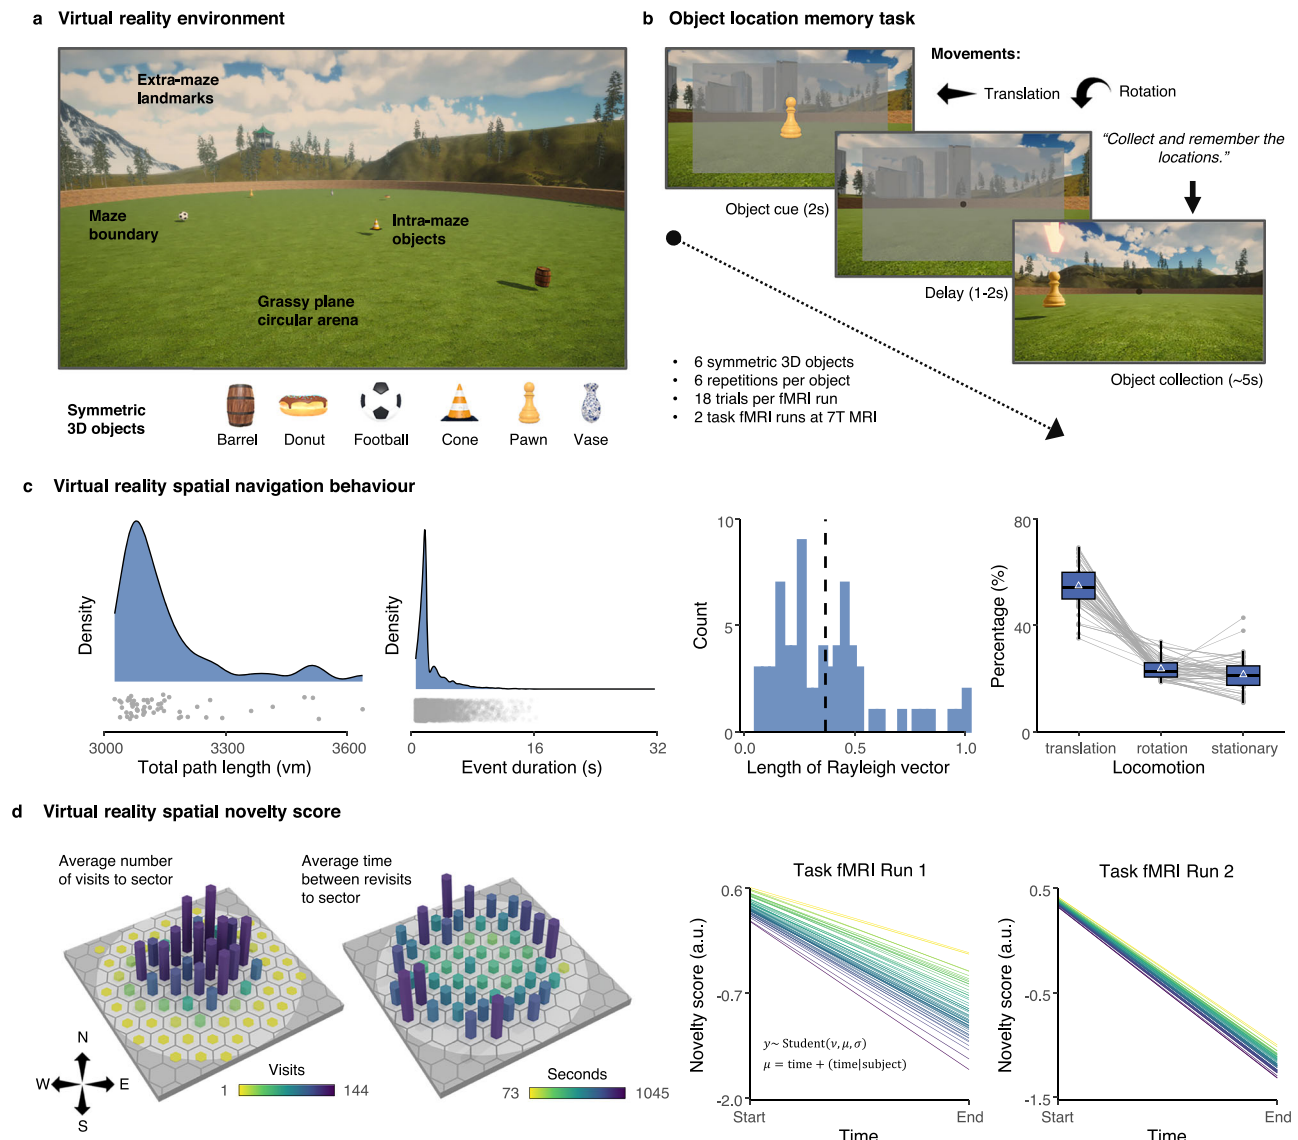 a Virtual reality environment
Extra-maze
landmarks
Maze
boundary
Intra-maze
objects
Grassy plane
circular arena
Symmetric
3D objects
Barrel Donut Football Cone Pawn Vase
b Object location memory task
Movements:
Translation
Rotation
“Collect and remember the
locations.”
Object cue (2s)
Delay (1-2s)
Object collection (~5s)
• 6 symmetric 3D objects
• 6 repetitions per object
• 18 trials per fMRI run
• 2 task fMRI runs at 7T MRI
c Virtual reality spatial navigation behaviour
Density
3000 3300 3600
Total path length (vm)
Density
0 16 32
Event duration (s)
Count
10
5
0
0.0 0.5 1.0
Length of Rayleigh vector
Percentage (%)
80
40
0
translation rotation stationary
Locomotion
d Virtual reality spatial novelty score
Average number
of visits to sector
N
W E
S
Visits
1 144
Average time
between revisits
to sector
Seconds
73 1045
Task fMRI Run 1
Novelty score (a.u.)
0.6
-0.7
-2.0
y~ Student(ν, μ, σ)
μ = time + (time|subject)
Start End
Time
Task fMRI Run 2
Novelty score (a.u.)
0.5
-0.5
-1.5
Start End
Time